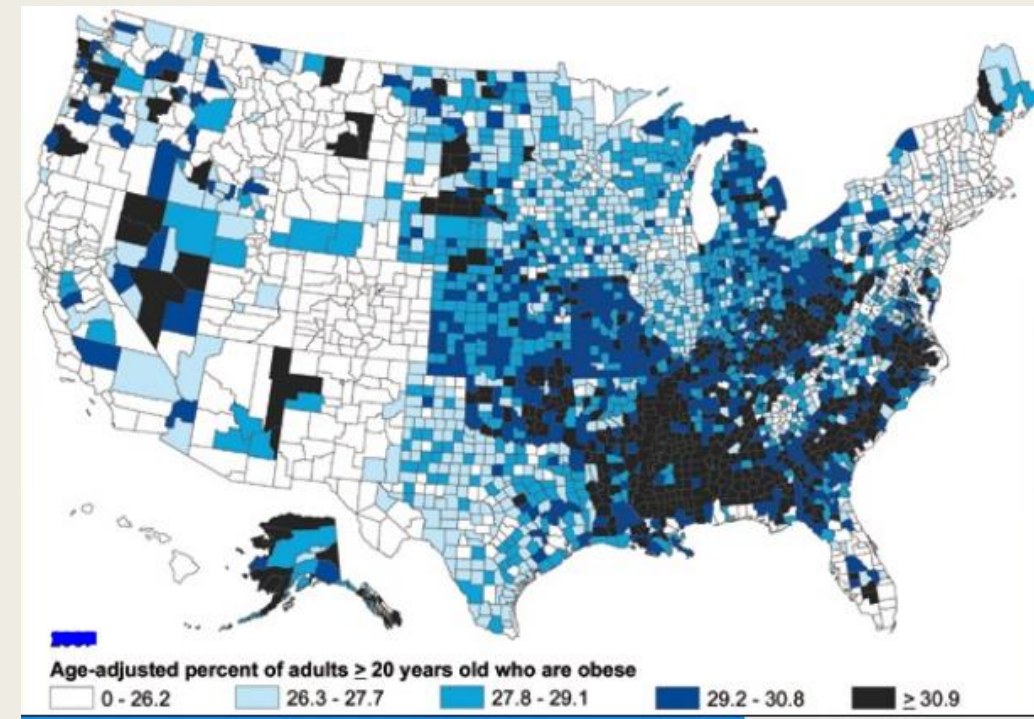 Age-adjusted percent of adults ≥ 20 years old who are obese
0 - 26.2 26.3 - 27.7 27.8 - 29.1 29.2 - 30.8 ≥ 30.9